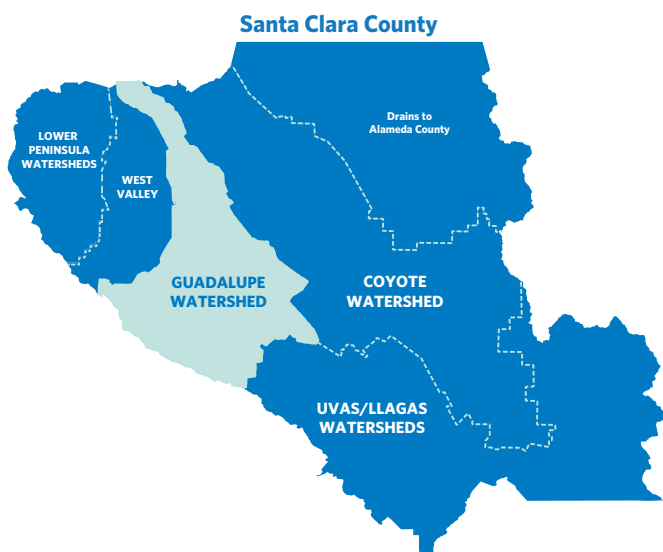 Santa Clara County
Drains to
Alameda County
LOWER
PENINSULA
WATERSHEDS
WEST
VALLEY
GUADALUPE
WATERSHED
COYOTE
WATERSHED
UVAS/LLAGAS
WATERSHEDS